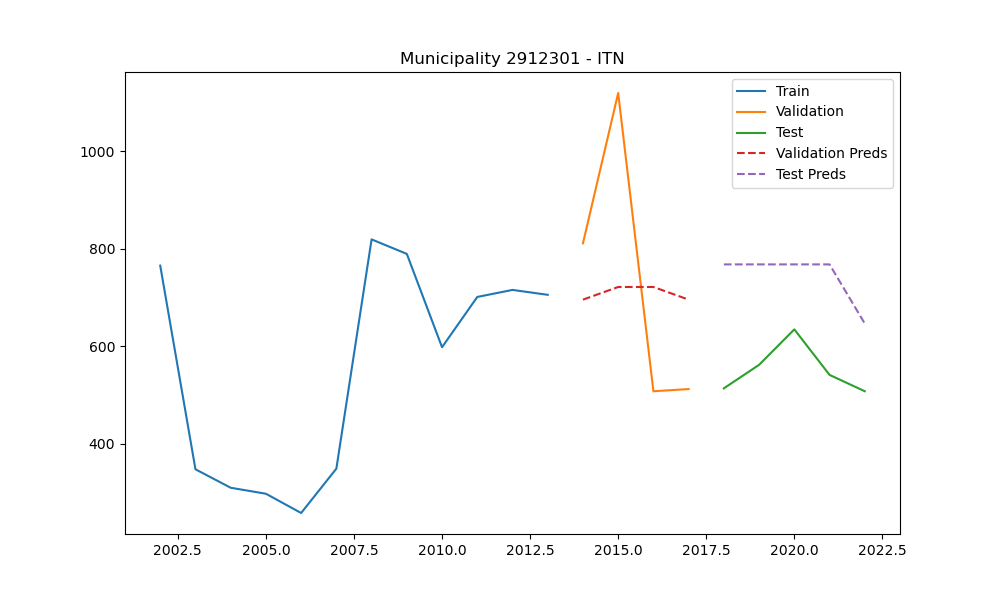 Municipality 2912301 - ITN
Train
Validation
Test
Validation Preds
Test Preds
1000
800
600
400
2002.5 2005.0 2007.5 2010.0 2012.5 2015.0 2017.5 2020.0 2022.5